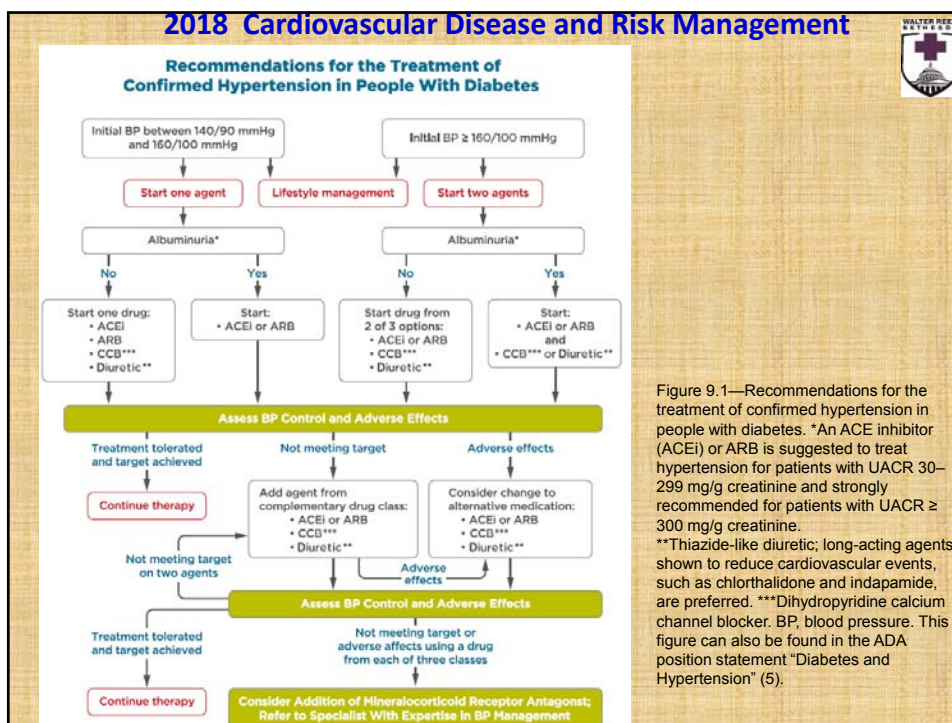 2018 Cardiovascular Disease and Risk Management
WALTER REED
BETHESDA
Recommendations for the Treatment of
Confirmed Hypertension in People With Diabetes
Initial BP between 140/90 mmHg
and 160/100 mmHg
Initial BP ≥ 160/100 mmHg
Start one agent
Lifestyle management
Start two agents
Albuminuria*
Albuminuria*
No
Yes
No
Yes
Start one drug:
• ACEi
• ARB
• CCB***
• Diuretic**
Start:
• ACEi or ARB
Start drug from
2 of 3 options:
• ACEi or ARB
• CCB***
• Diuretic**
Start:
• ACEi or ARB
and
• CCB*** or Diuretic**
Assess BP Control and Adverse Effects
Treatment tolerated
and target achieved
Not meeting target
Adverse effects
Continue therapy
Add agent from
complementary drug class:
• ACEi or ARB
• CCB***
• Diuretic**
Consider change to
alternative medication:
• ACEi or ARB
• CCB***
• Diuretic**
Not meeting target
on two agents
Adverse
effects
Assess BP Control and Adverse Effects
Treatment tolerated
and target achieved
Not meeting target or
adverse affects using a drug
from each of three classes
Continue therapy
Consider Addition of Mineralocorticoid Receptor Antagonst;
Refer to Specialist With Expertise in BP Management
Figure 9.1—Recommendations for the
treatment of confirmed hypertension in
people with diabetes. *An ACE inhibitor
(ACEi) or ARB is suggested to treat
hypertension for patients with UACR 30–
299 mg/g creatinine and strongly
recommended for patients with UACR ≥
300 mg/g creatinine.
**Thiazide-like diuretic; long-acting agents
shown to reduce cardiovascular events,
such as chlorthalidone and indapamide,
are preferred. ***Dihydropyridine calcium
channel blocker. BP, blood pressure. This
figure can also be found in the ADA
position statement “Diabetes and
Hypertension” (5).